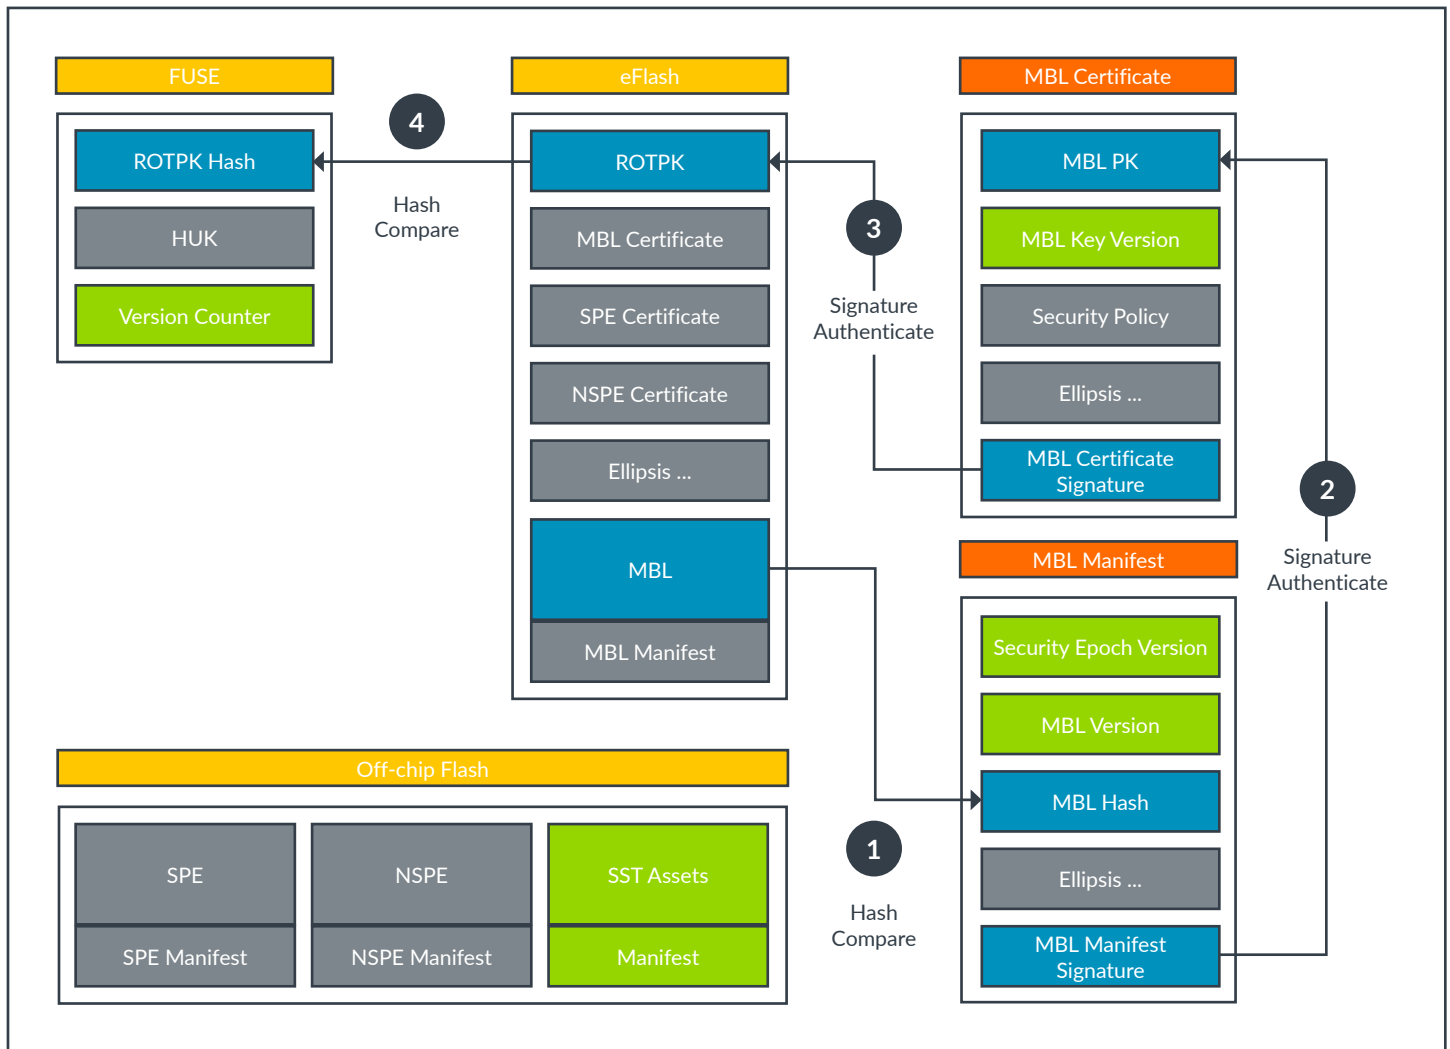 FUSE
ROTPK Hash
HUK
Version Counter
4
Hash
Compare
eFlash
ROTPK
MBL Certificate
SPE Certificate
NSPE Certificate
Ellipsis ...
MBL
MBL Manifest
3
Signature
Authenticate
MBL Certificate
MBL PK
MBL Key Version
Security Policy
Ellipsis ...
MBL Certificate
Signature
2
Signature
Authenticate
MBL Manifest
Security Epoch Version
MBL Version
MBL Hash
Ellipsis ...
MBL Manifest
Signature
1
Hash
Compare
Off-chip Flash
SPE
SPE Manifest
NSPE
NSPE Manifest
SST Assets
Manifest